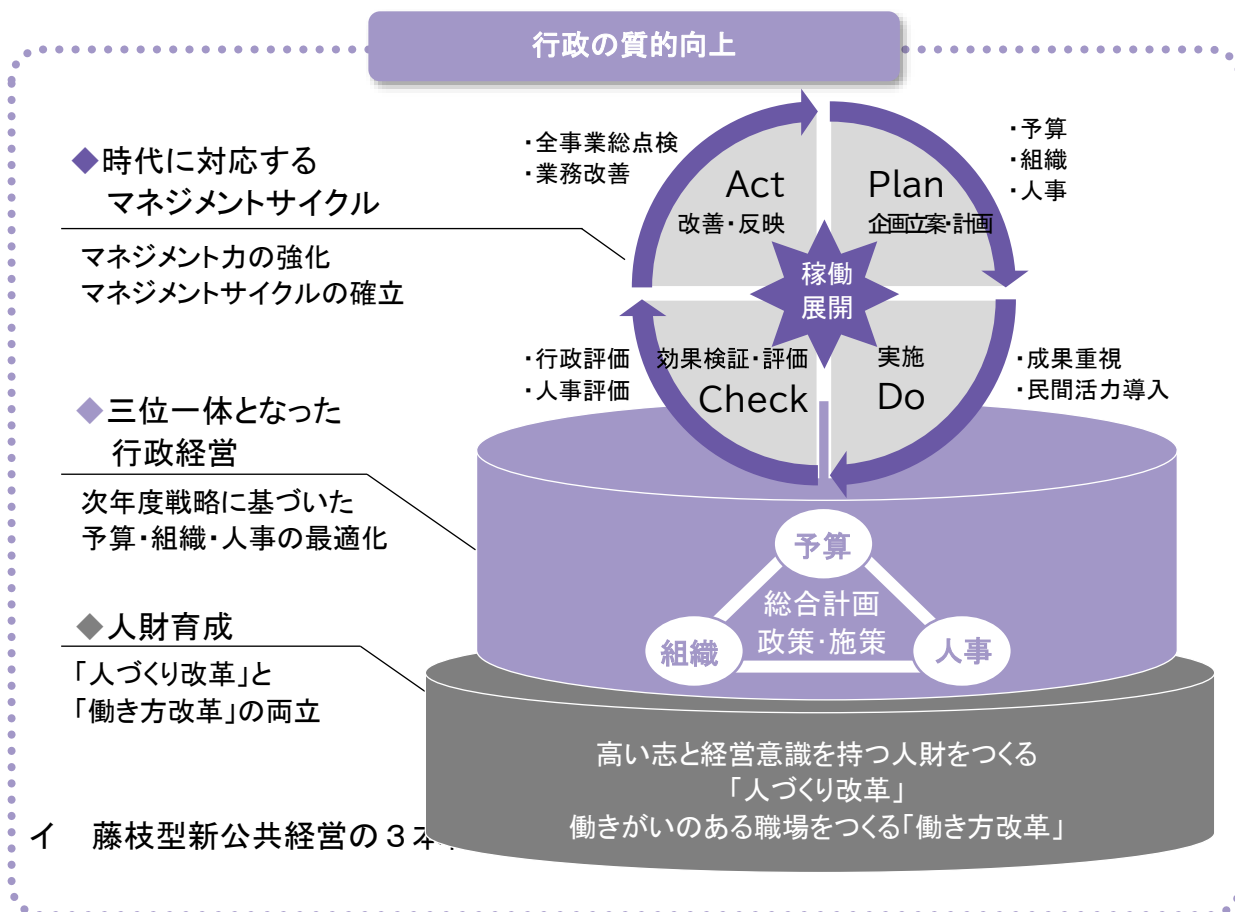 行政の質的向上
◆時代に対応する
マネジメントサイクル
マネジメント力の強化
マネジメントサイクルの確立
・全事業総点検
・業務改善
Act
改善・反映
Plan
企画立案・計画
・予算
・組織
・人事
稼働
展開
・行政評価
・人事評価
効果検証・評価
Check
実施
Do
・成果重視
・民間活力導入
◆三位一体となった
行政経営
次年度戦略に基づいた
予算・組織・人事の最適化
予算
総合計画
政策・施策
組織
人事
◆人財育成
「人づくり改革」と
「働き方改革」の両立
高い志と経営意識を持つ人財をつくる
「人づくり改革」
働きがいのある職場をつくる「働き方改革」
イ　藤枝型新公共経営の３本